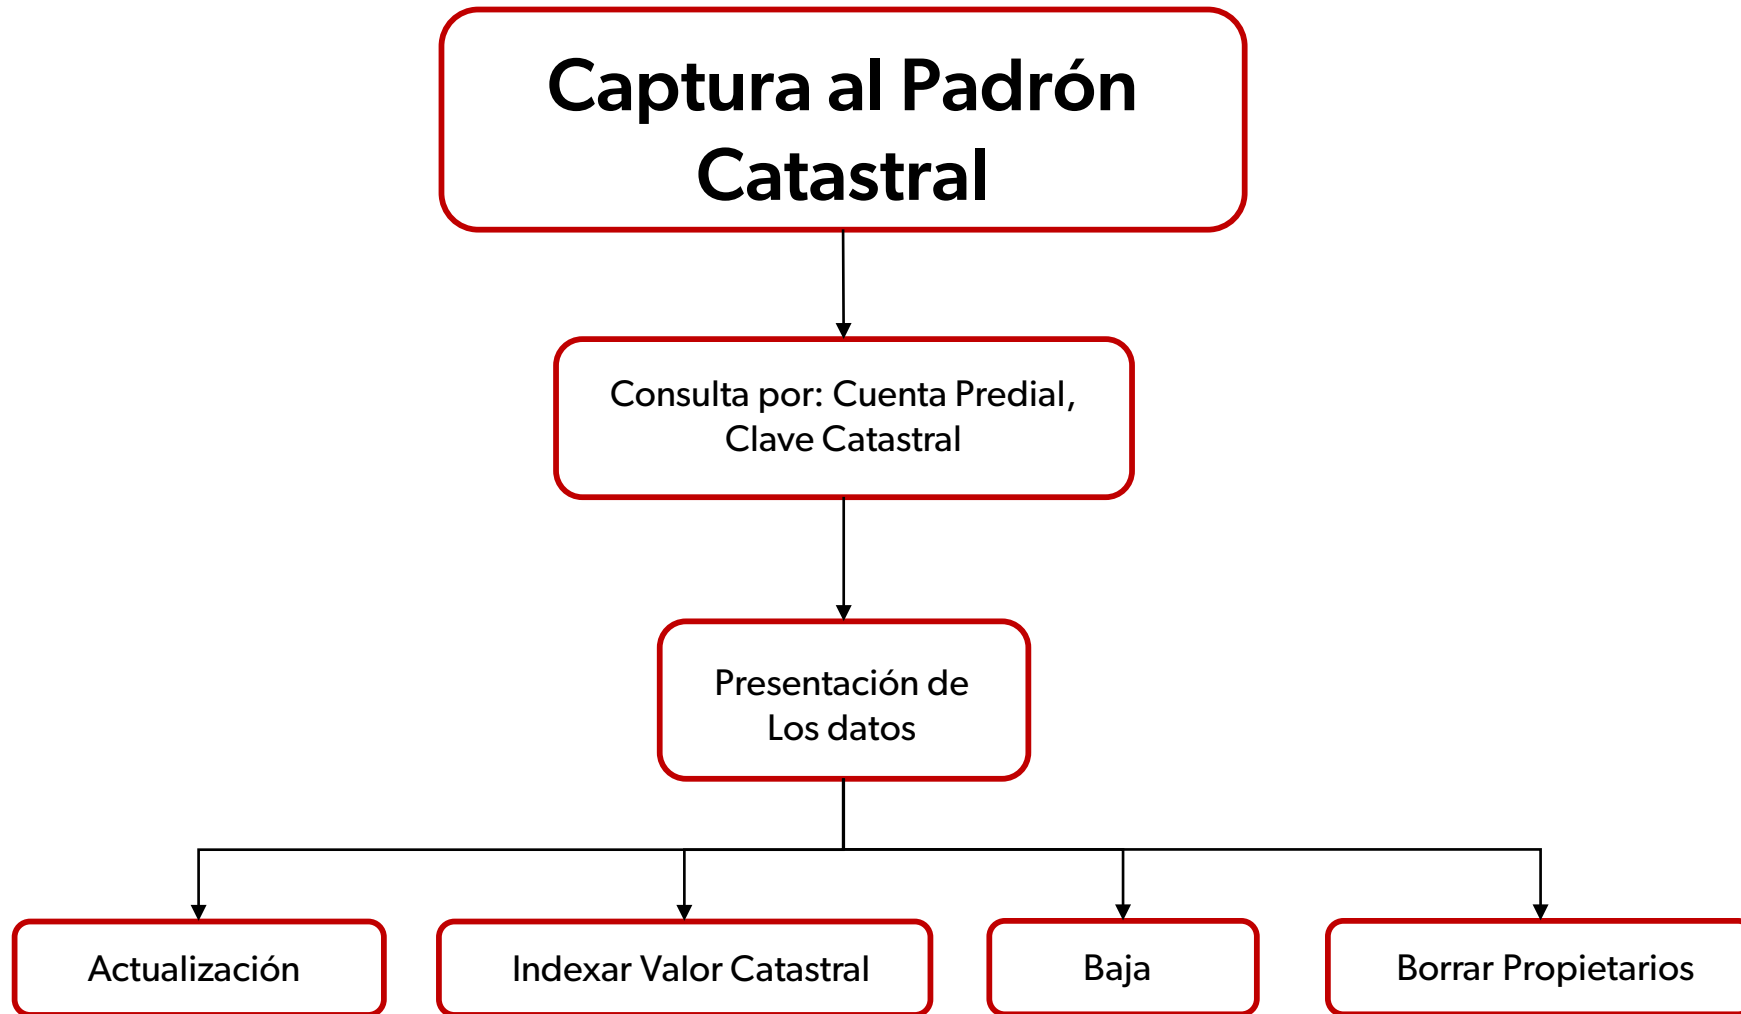 Captura al Padrón
Catastral
Consulta por: Cuenta Predial,
Clave Catastral
Presentación de
Los datos
Actualización
Indexar Valor Catastral
Baja
Borrar Propietarios